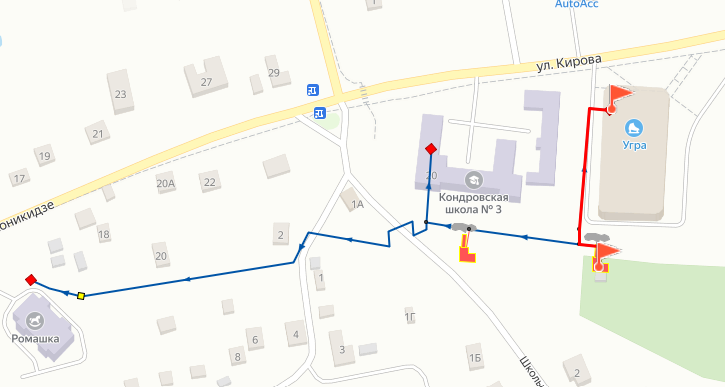 AutoAcc
1
ул. Кирова
29
27
23
21
19
17
Угра
20
20А
22
Кондровская
школа № 3
1А
оникидзе
18
2
20
1
Ромашка
1Г
4
6
3
8
1Б
2
Школь